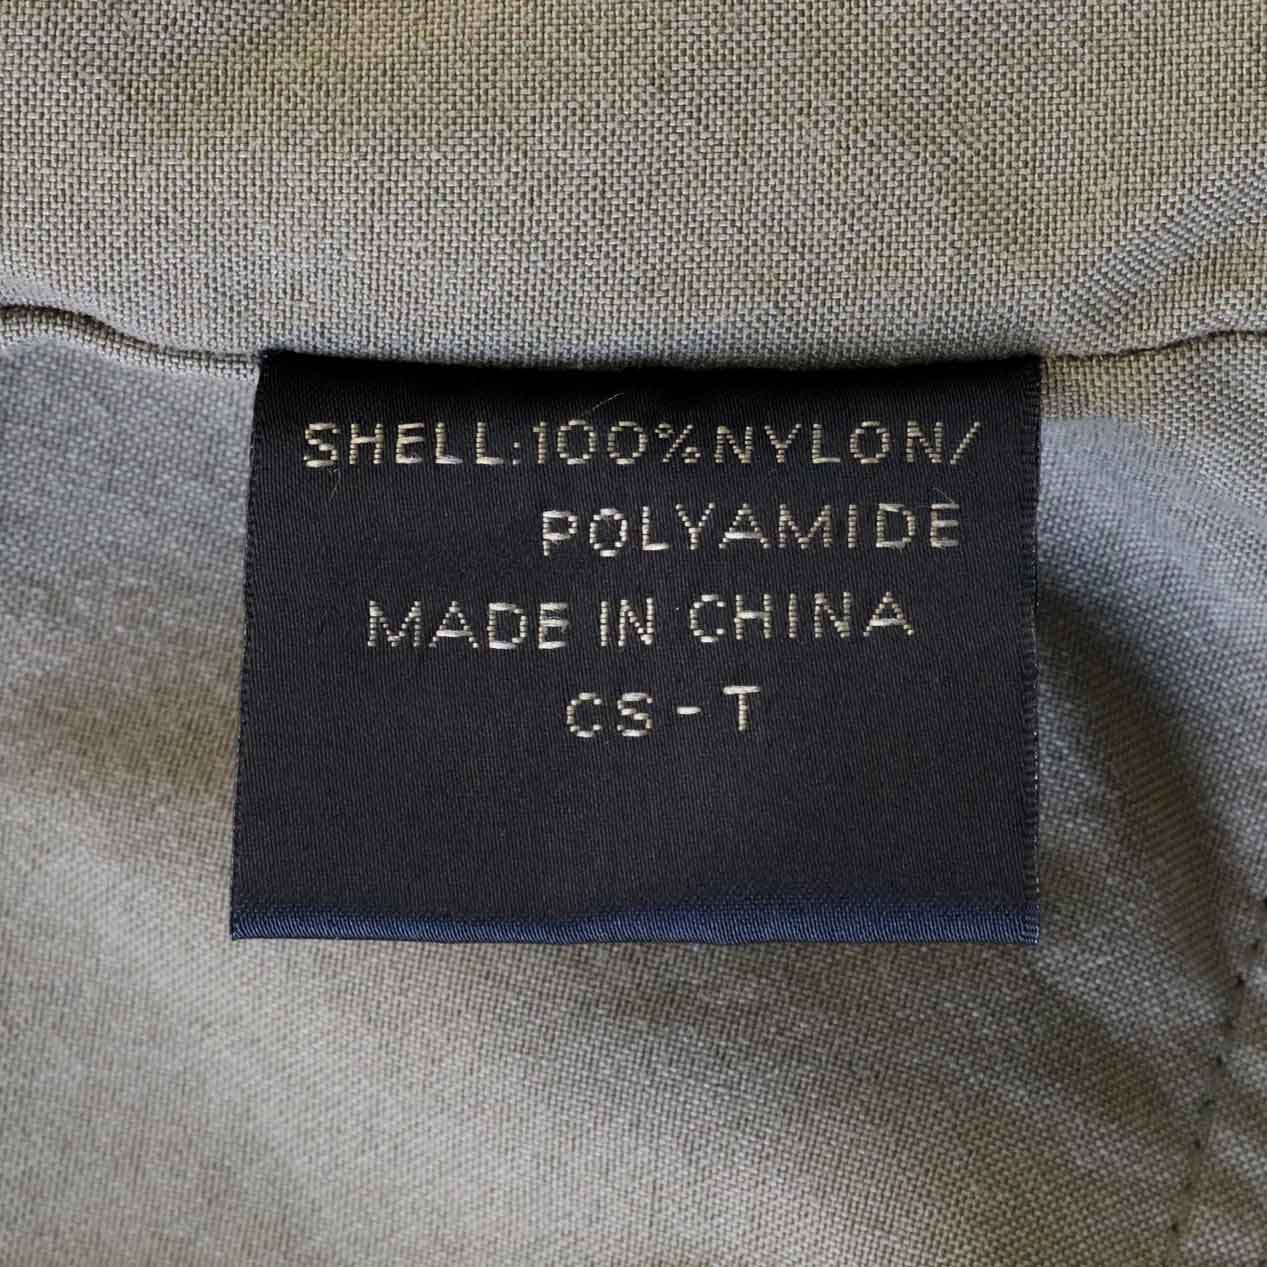 SHELL:100%NYLON/
POLYAMIDE
MADE IN CHINA
CS-T